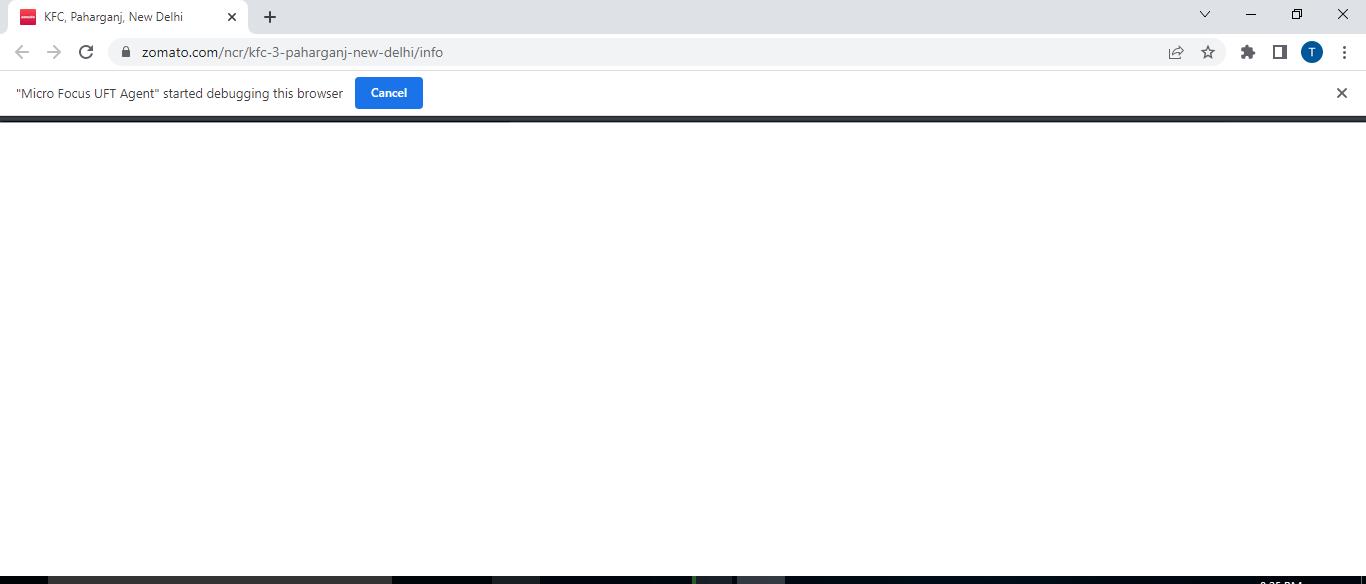 KFC, Paharganj, New Delhi
zomato.com/ncr/kfc-3-paharganj-new-delhi/info
T
"Micro Focus UFT Agent" started debugging this browser
Cancel